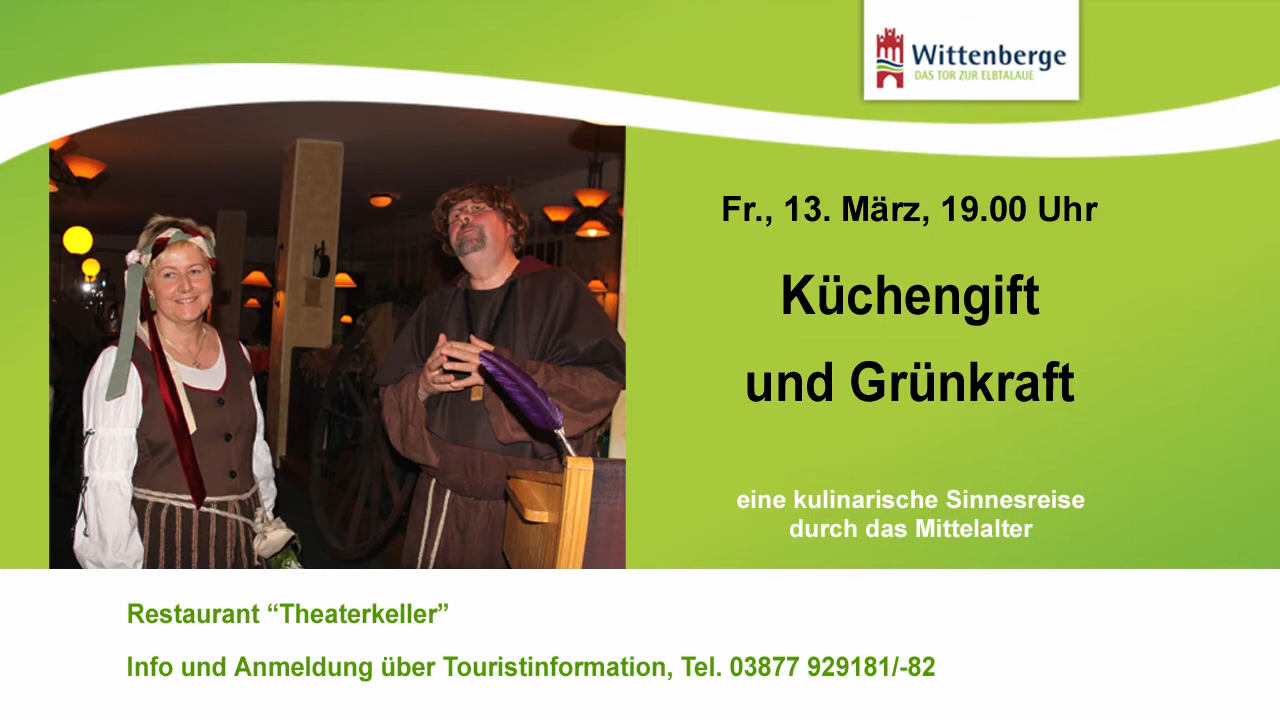 Wittenberge
DAS TOR ZUR ELBTALAUE
Fr., 13. März, 19.00 Uhr
Küchengift
und Grünkraft
eine kulinarische Sinnesreise
durch das Mittelalter
Restaurant “Theaterkeller”
Info und Anmeldung über Touristinformation, Tel. 03877 929181/-82